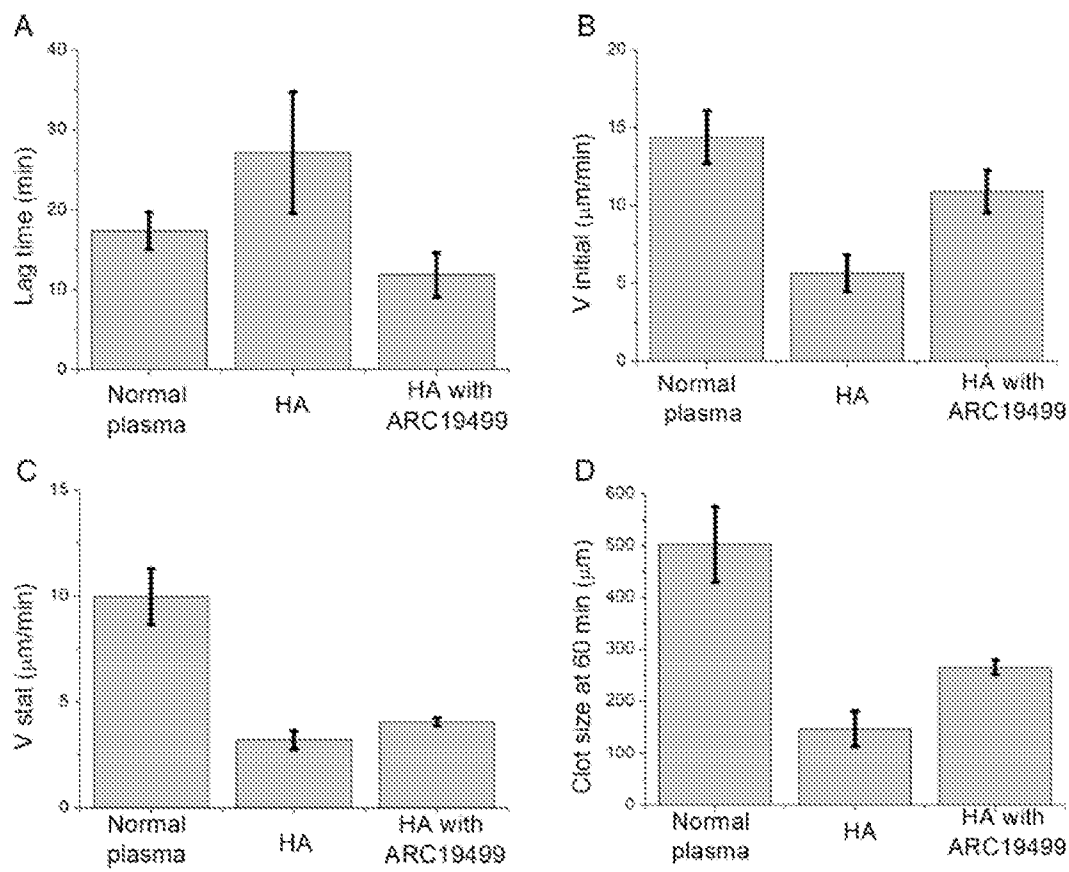 A
Lag time (min)
40
30
20
10
0
Normal
plasma
HA
HA with
ARC19499
B
V initial (μm/min)
20
15
10
5
0
Normal
plasma
HA
HA with
ARC19499
C
V stat (μm/min)
15
10
5
0
Normal
plasma
HA
HA with
ARC19499
D
Clot size at 60 min (μm)
600
500
400
300
200
100
0
Normal
plasma
HA
HA with
ARC19499